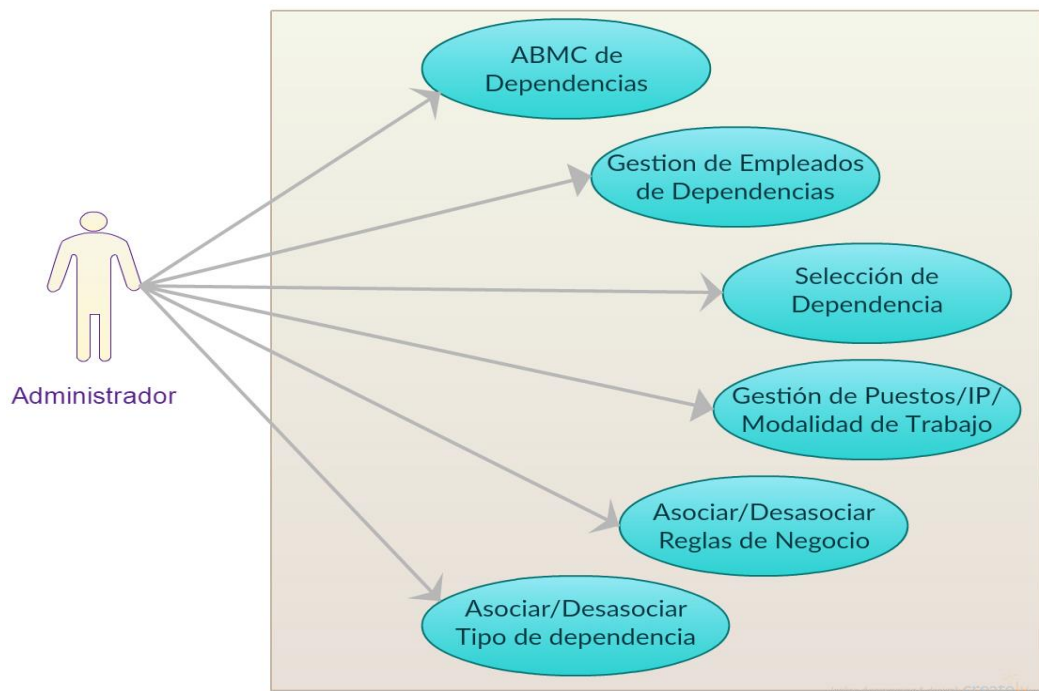 ABMC de
Dependencias
Gestion de Empleados
de Dependencias
Selección de
Dependencia
Administrador
Gestión de Puestos/IP/
Modalidad de Trabajo
Asociar/Desasociar
Reglas de Negocio
Asociar/Desasociar
Tipo de dependencia